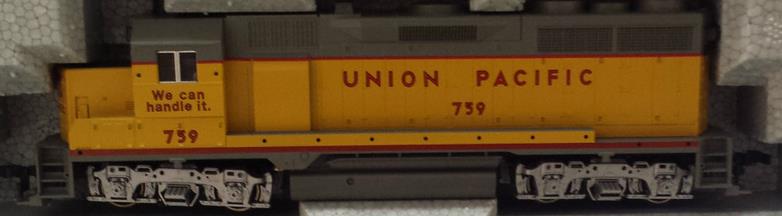 UNION PACIFIC
759
We can
handle it.
759